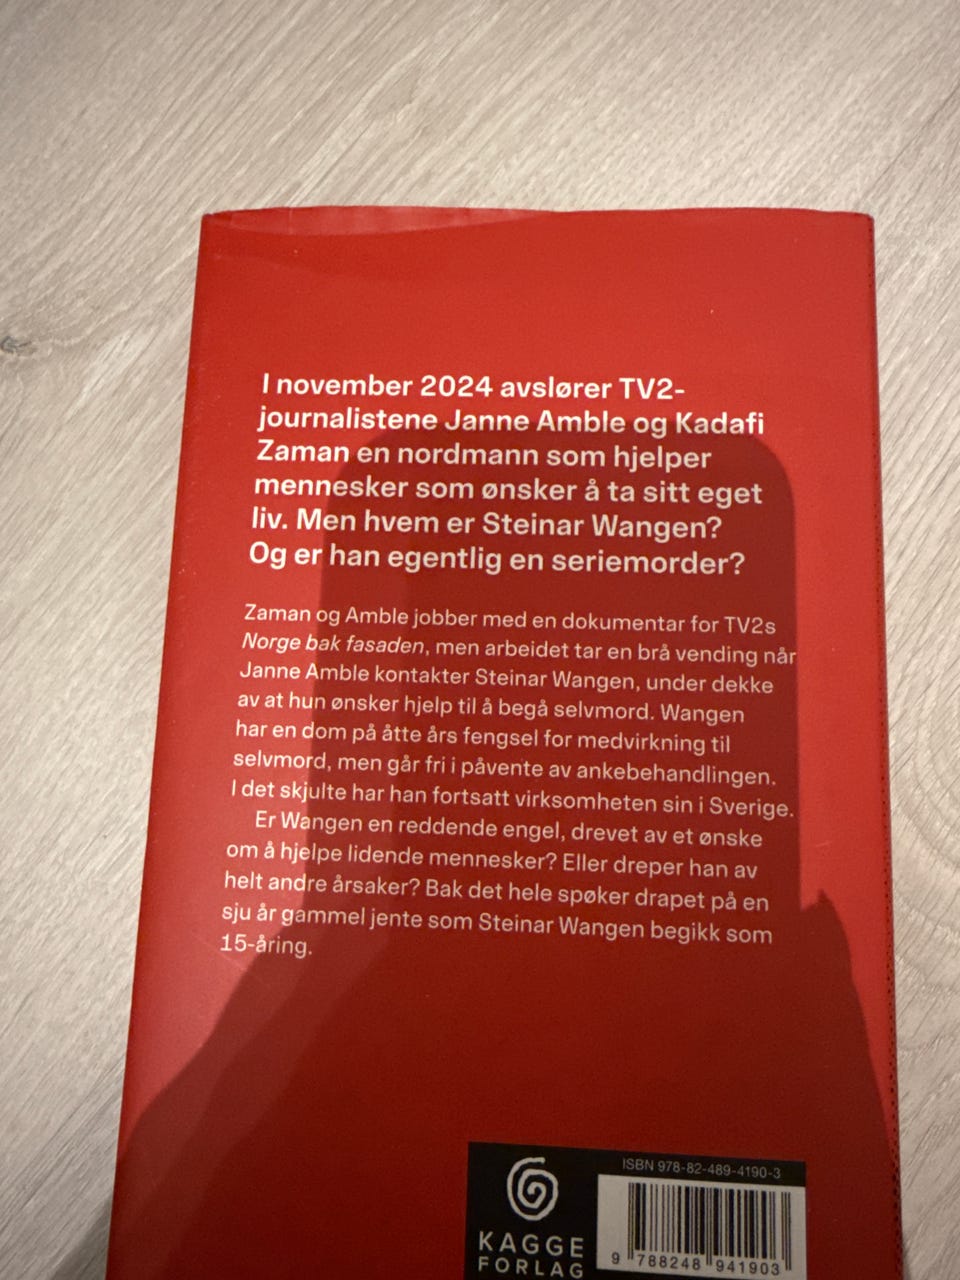 I november 2024 avslører TV2-
journalistene Janne Amble og Kadafi
Zaman en nordmann som hjelper
mennesker som ønsker å ta sitt eget
liv. Men hvem er Steinar Wangen?
Og er han egentlig en seriemorder?
Zaman og Amble jobber med en dokumentar for TV2s
Norge bak fasaden, men arbeidet tar en brå vending når
Janne Amble kontakter Steinar Wangen, under dekke
av at hun ønsker hjelp til å begå selvmord. Wangen
har en dom på åtte års fengsel for medvirkning til
selvmord, men går fri i påvente av ankebehandlingen.
I det skjulte har han fortsatt virksomheten sin i Sverige.
Er Wangen en reddende engel, drevet av et ønske
om å hjelpe lidende mennesker? Eller dreper han av
helt andre årsaker? Bak det hele spøker drapet på en
sju år gammel jente som Steinar Wangen begikk som
15-åring.
ISBN 978-82-489-4190-3
KAGGE
FORLAG
9 788248 941903